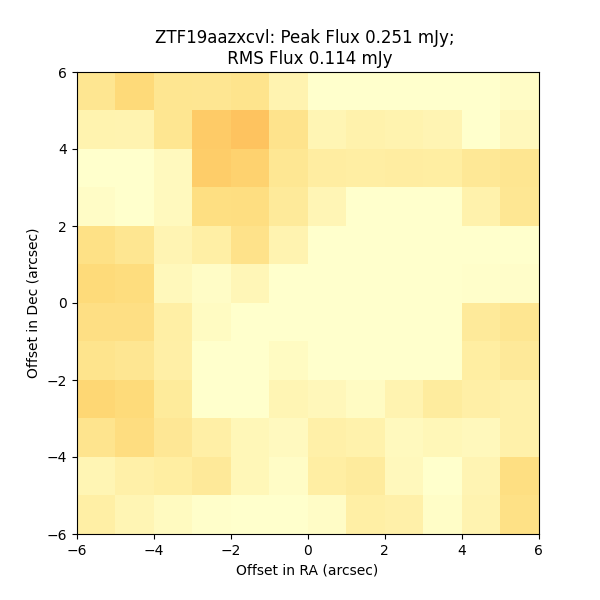 ZTF19aazxcvl: Peak Flux 0.251 mJy;
RMS Flux 0.114 mJy
6
4
2
0
−2
−4
−6
Offset in Dec (arcsec)
−6 −4 −2 0 2 4 6
Offset in RA (arcsec)